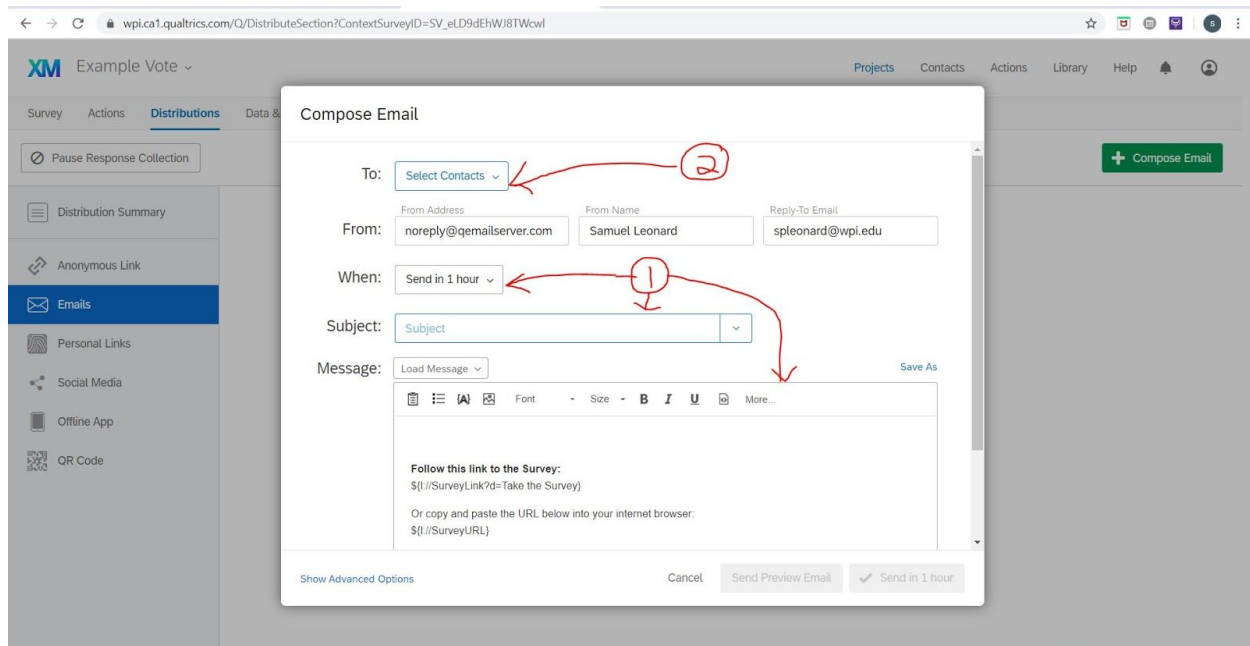 wpi.ca1.qualtrics.com/Q/DistributeSection?ContextSurveyID=SV_eLD9dEhWJ8TWcwl
S
XM Example Vote
Projects Contacts Actions Library Help
Survey Actions Distributions Data &
Compose Email
Pause Response Collection
+ Compose Email
To: Select Contacts
2
Distribution Summary
From Address From Name Reply-To Email
From: noreply@qemailserver.com Samuel Leonard spleonard@wpi.edu
Anonymous Link
When: Send in 1 hour
1
Emails
Subject: Subject
Personal Links
Message: Load Message Save As
Social Media
{A} Font Size B I U More...
Offline App
QR Code
Follow this link to the Survey:
${l://SurveyLink?d=Take the Survey}
Or copy and paste the URL below into your internet browser:
${l://SurveyURL}
Show Advanced Options Cancel Send Preview Email Send in 1 hour